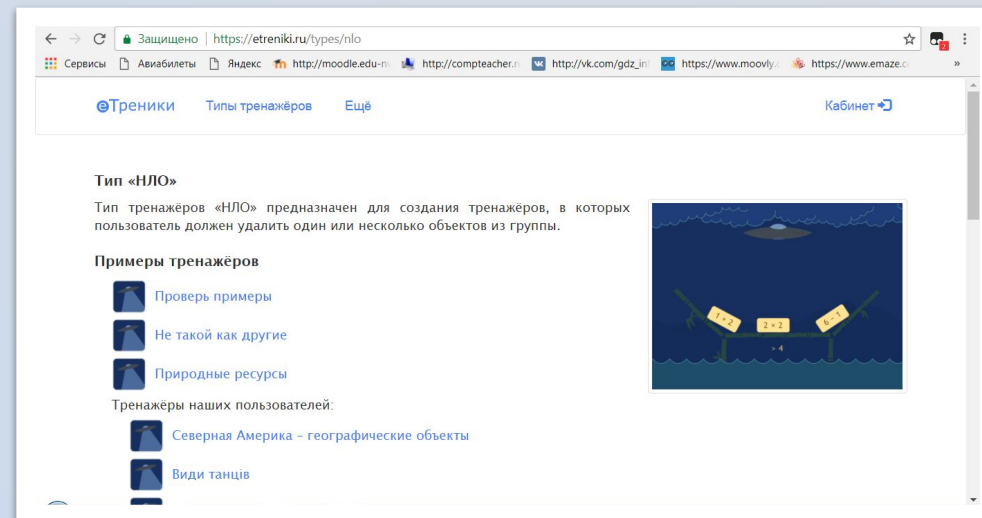 Защищено | https://etreniki.ru/types/nlo
Сервисы Авиабилеты Яндекс http://moodle.edu-n http://compteacher.r http://vk.com/gdz_in https://www.moovly. https://www.emaze.c »
2
еТреники Типы тренажёров Ещё Кабинет
Тип «НЛО»
Тип тренажёров «НЛО» предназначен для создания тренажёров, в которых
пользователь должен удалить один или несколько объектов из группы.
1 × 2 2 × 2 6 − 1
> 4
Примеры тренажёров
Проверь примеры
Не такой как другие
Природные ресурсы
Тренажёры наших пользователей:
Северная Америка – географические объекты
Види танців